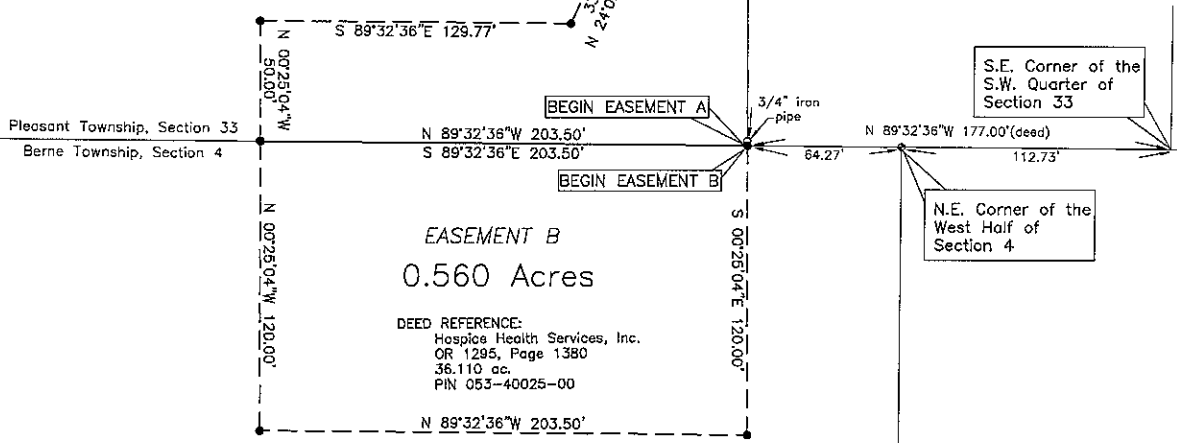 S 89°32'36"E 129.77'
N 00°25'04"W
50.00'
N 24°0
S.E. Corner of the
S.W. Quarter of
Section 33
BEGIN EASEMENT A
3/4" iron
pipe
Pleasant Township, Section 33
Berne Township, Section 4
N 89°32'36"W 203.50'
S 89°32'36"E 203.50'
N 89°32'36"W 177.00'(deed)
64.27'
112.73'
BEGIN EASEMENT B
N.E. Corner of the
West Half of
Section 4
N 00°25'04"W 120.00'
S 00°25'04"E 120.00'
EASEMENT B
0.560 Acres
DEED REFERENCE:
Hospice Health Services, Inc.
OR 1295, Page 1380
36.110 ac.
PIN 053-40025-00
N 89°32'36"W 203.50'